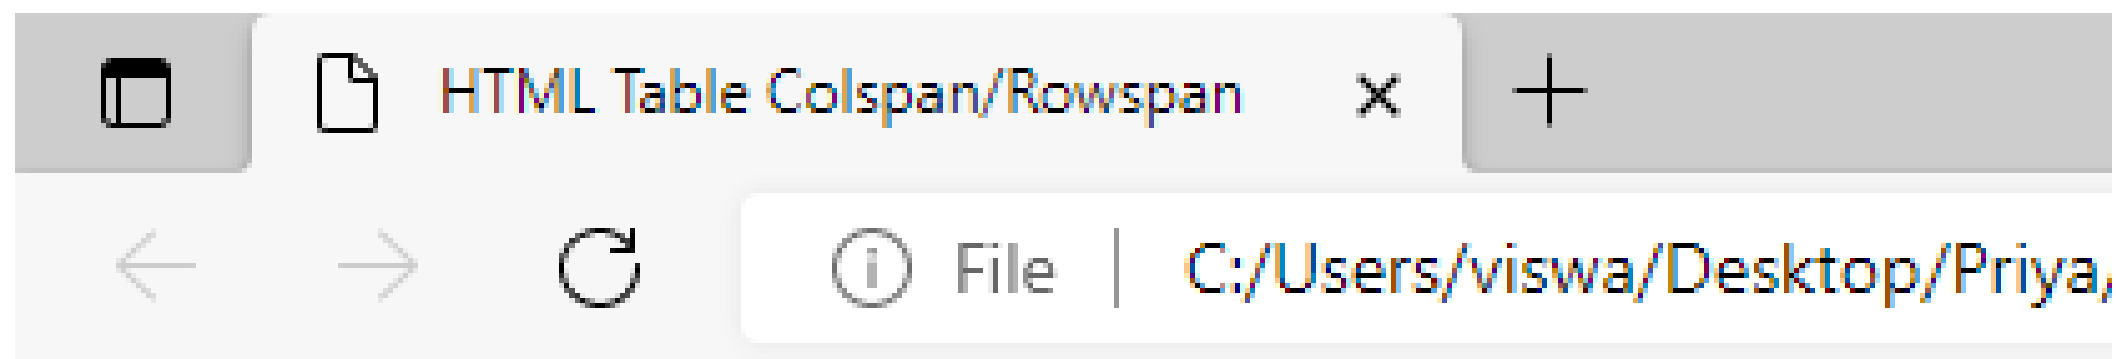 HTML Table Colspan/Rowspan
File | C:/Users/viswa/Desktop/Priya/